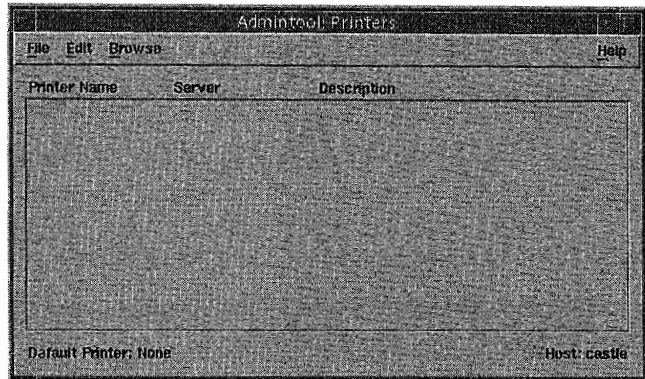 Admintool: Printers
File Edit Browse Help
Printer Name Server Description
Default Printer: None Host: castle